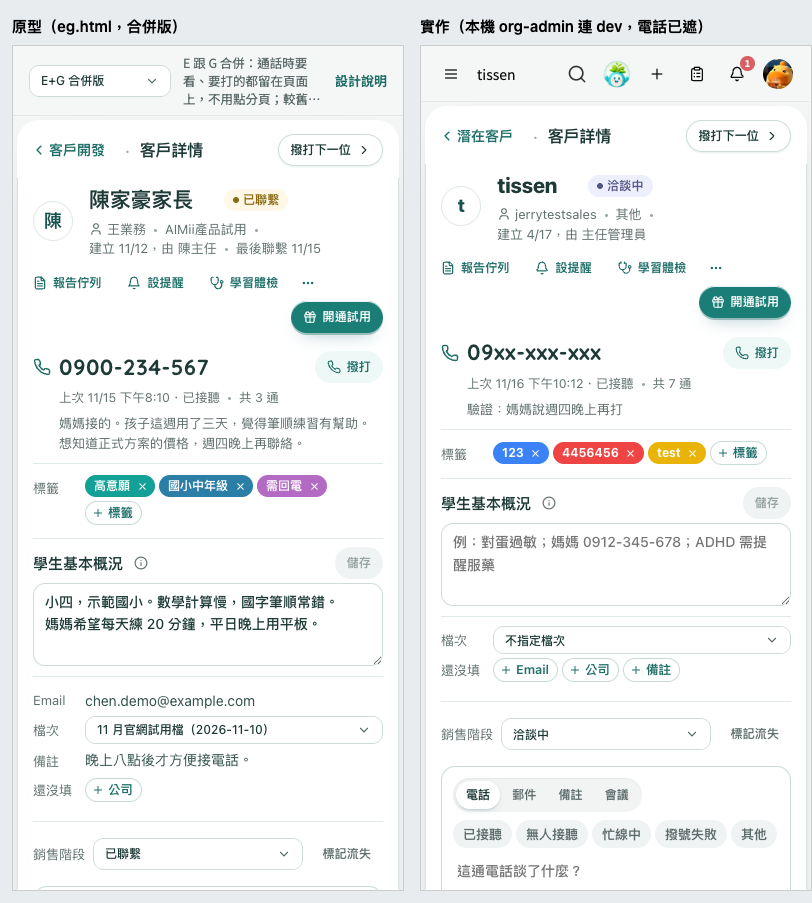 原型（eg.html，合併版）
E+G 合併版
E 跟 G 合併：通話時要
看、要打的都留在頁面
上，不用點分頁；較舊…
設計說明
客戶開發 · 客戶詳情
撥打下一位
陳
陳家豪家長
已聯繫
王業務 • AIMii產品試用 •
建立 11/12，由 陳主任 • 最後聯繫 11/15
報告佇列 設提醒 學習體檢 ···
開通試用
0900-234-567
撥打
上次 11/15 下午8:10 · 已接聽 • 共 3 通
媽媽接的。孩子這週用了三天，覺得筆順練習有幫助。
想知道正式方案的價格，週四晚上再聯絡。
標籤 高意願 × 國小中年級 × 需回電 ×
+ 標籤
學生基本概況
儲存
小四，示範國小。數學計算慢，國字筆順常錯。
媽媽希望每天練 20 分鐘，平日晚上用平板。
Email chen.demo@example.com
檔次 11 月官網試用檔（2026-11-10）
備註 晚上八點後才方便接電話。
還沒填 + 公司
銷售階段 已聯繫 標記流失
實作（本機 org-admin 連 dev，電話已遮）
tissen
1
潛在客戶 · 客戶詳情
撥打下一位
t
tissen
洽談中
jerrytestsales • 其他 •
建立 4/17，由 主任管理員
報告佇列 設提醒 學習體檢 ···
開通試用
09xx-xxx-xxx
撥打
上次 11/16 下午10:12 · 已接聽 • 共 7 通
驗證：媽媽說週四晚上再打
標籤 123 × 4456456 × test × + 標籤
學生基本概況
儲存
例：對蛋過敏；媽媽 0912-345-678；ADHD 需提
醒服藥
檔次 不指定檔次
還沒填 + Email + 公司 + 備註
銷售階段 洽談中 標記流失
電話 郵件 備註 會議
已接聽 無人接聽 忙線中 撥號失敗 其他
這通電話談了什麼？